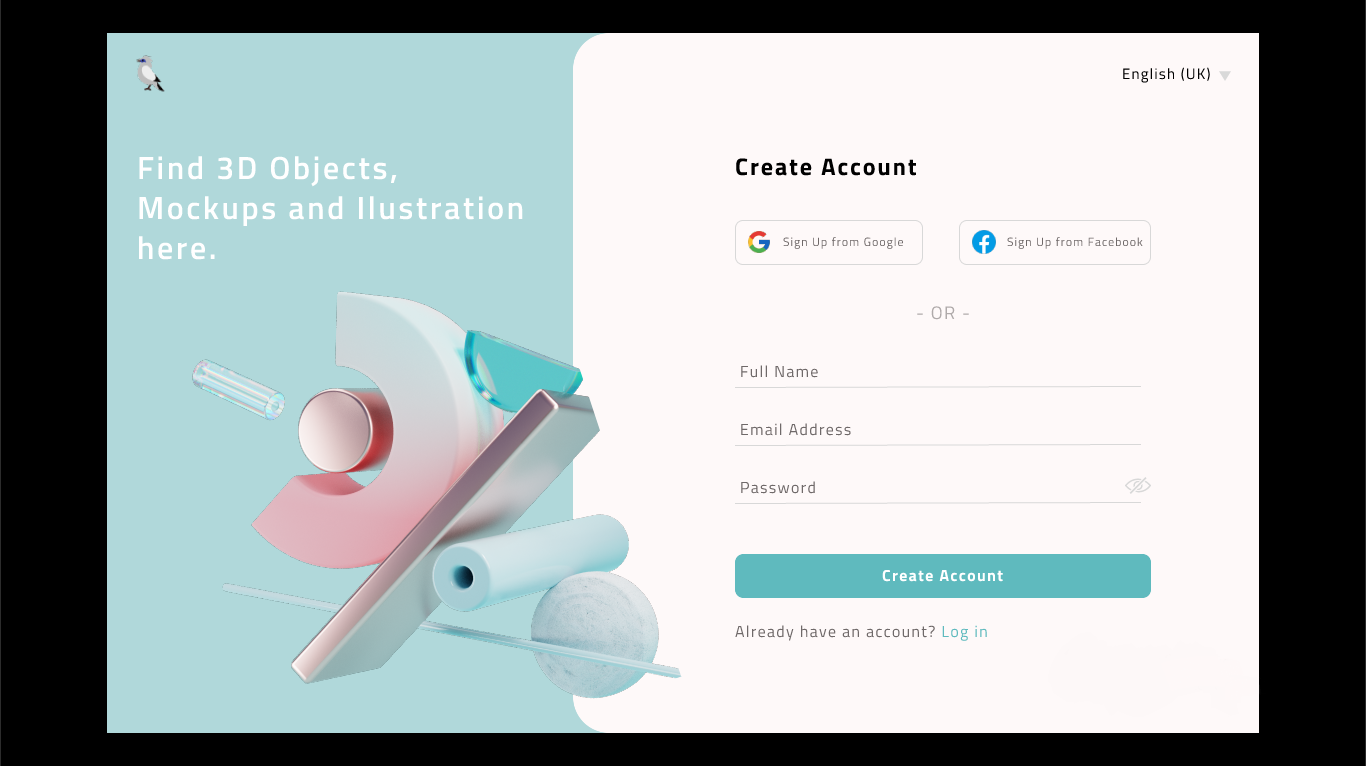 English (UK)
Find 3D Objects,
Mockups and Ilustration
here.
Create Account
Sign Up from Google
Sign Up from Facebook
- OR -
Full Name
Email Address
Password
Create Account
Already have an account? Log in